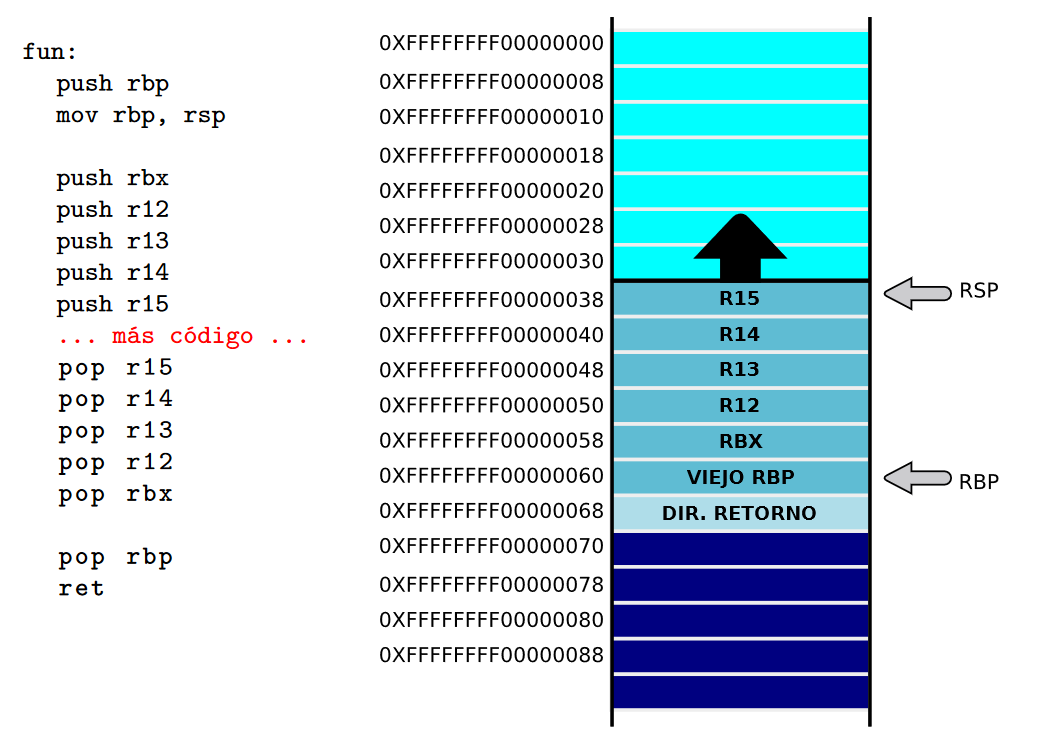 fun:
push rbp
mov rbp, rsp
push rbx
push r12
push r13
push r14
push r15
... más código ...
pop r15
pop r14
pop r13
pop r12
pop rbx
pop rbp
ret
0XFFFFFFFF00000000
0XFFFFFFFF00000008
0XFFFFFFFF00000010
0XFFFFFFFF00000018
0XFFFFFFFF00000020
0XFFFFFFFF00000028
0XFFFFFFFF00000030
0XFFFFFFFF00000038 R15 RSP
0XFFFFFFFF00000040 R14
0XFFFFFFFF00000048 R13
0XFFFFFFFF00000050 R12
0XFFFFFFFF00000058 RBX
0XFFFFFFFF00000060 VIEJO RBP RBP
0XFFFFFFFF00000068 DIR. RETORNO
0XFFFFFFFF00000070
0XFFFFFFFF00000078
0XFFFFFFFF00000080
0XFFFFFFFF00000088